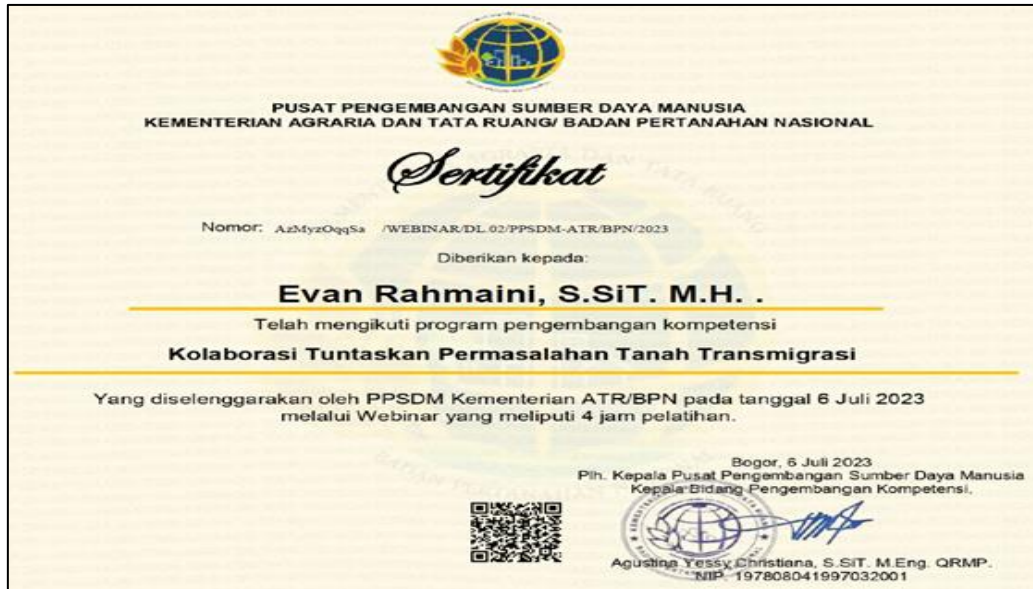 PUSAT PENGEMBANGAN SUMBER DAYA MANUSIA
KEMENTERIAN AGRARIA DAN TATA RUANG/ BADAN PERTANAHAN NASIONAL
Sertifikat
Nomor: AzMyzOqqSa /WEBINAR/DL.02/PPSDM-ATR/BPN/2023
Diberikan kepada:
Evan Rahmaini, S.SiT. M.H. .
Telah mengikuti program pengembangan kompetensi
Kolaborasi Tuntaskan Permasalahan Tanah Transmigrasi
Yang diselenggarakan oleh PPSDM Kementerian ATR/BPN pada tanggal 6 Juli 2023
melalui Webinar yang meliputi 4 jam pelatihan.
Bogor, 6 Juli 2023
Plh. Kepala Pusat Pengembangan Sumber Daya Manusia
Kepala Bidang Pengembangan Kompetensi,
Agustina Yessy Christiana, S.SiT. M.Eng. QRMP.
NIP. 197808041997032001